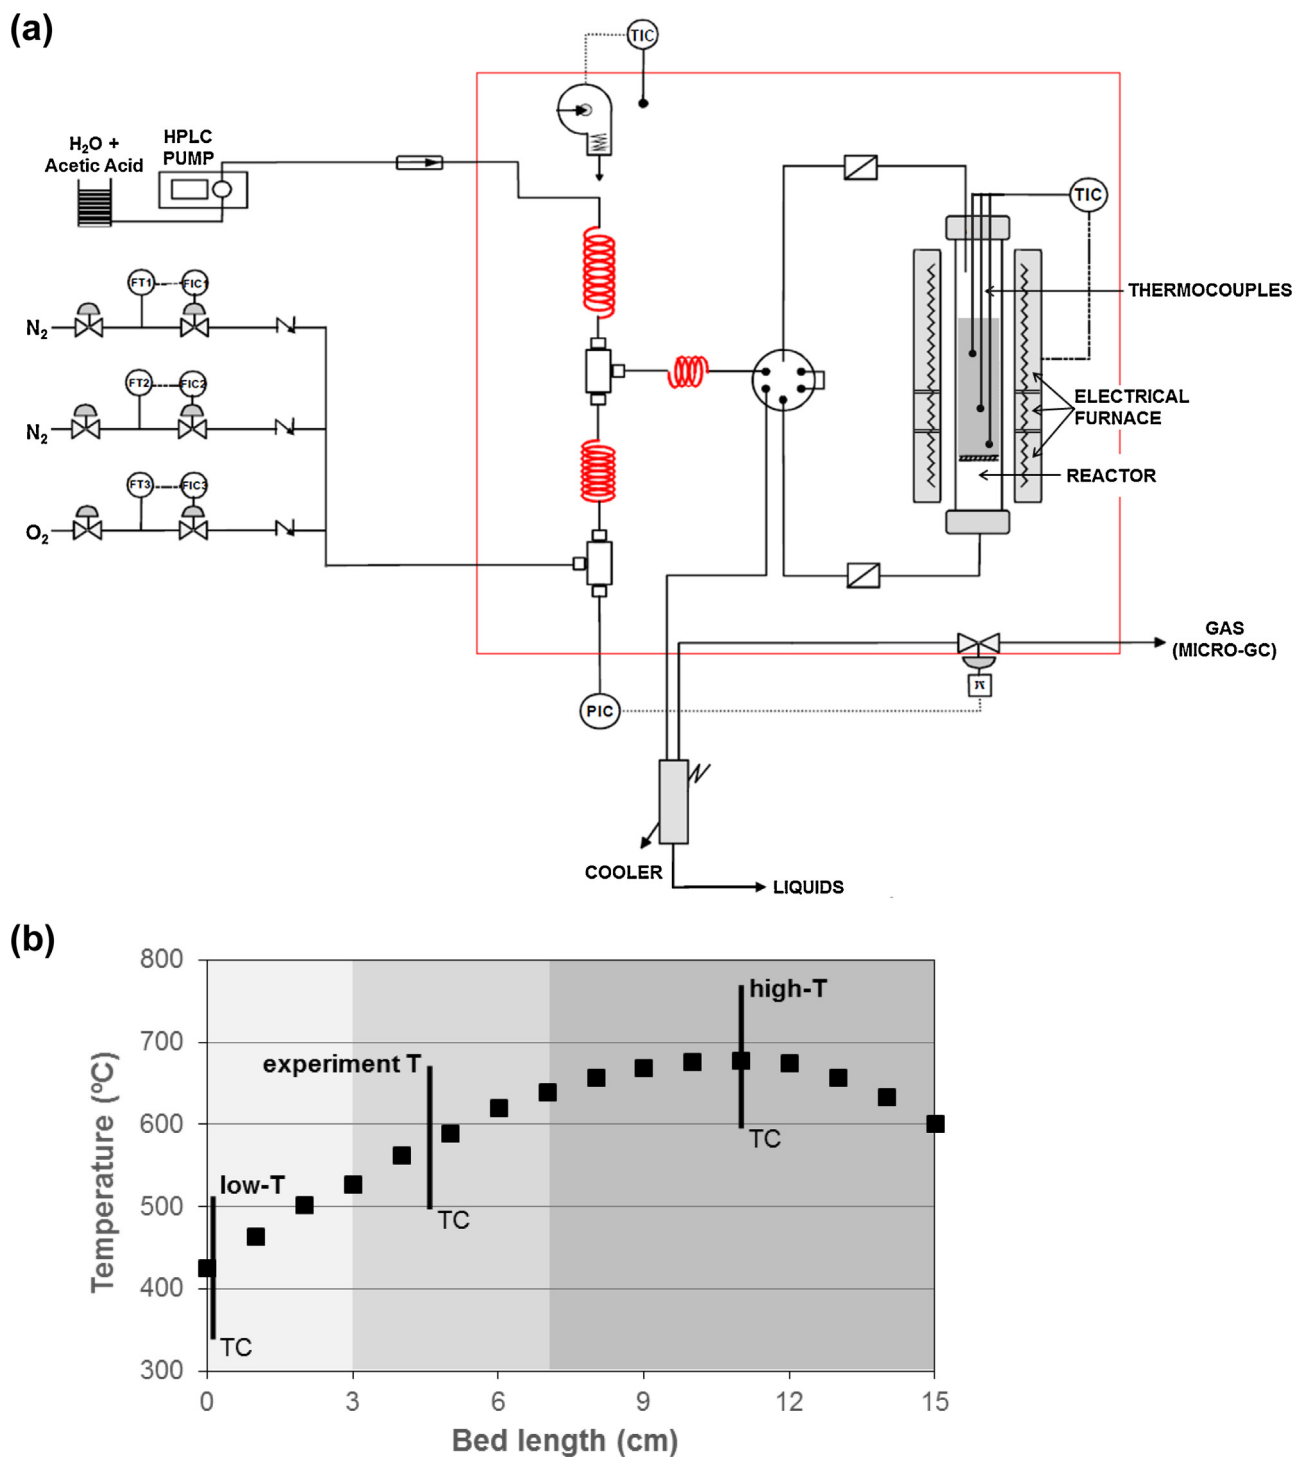 (a)
TIC
H₂O +
Acetic Acid
HPLC
PUMP
TIC
THERMOCOUPLES
FT1
FIC1
N₂
FT2
FIC2
N₂
ELECTRICAL
FURNACE
FT3
FIC3
O₂
REACTOR
GAS
(MICRO-GC)
PIC
COOLER
LIQUIDS
(b)
800
700
600
500
400
300
Temperature (ºC)
high-T
TC
experiment T
TC
low-T
TC
0
3
6
9
12
15
Bed length (cm)